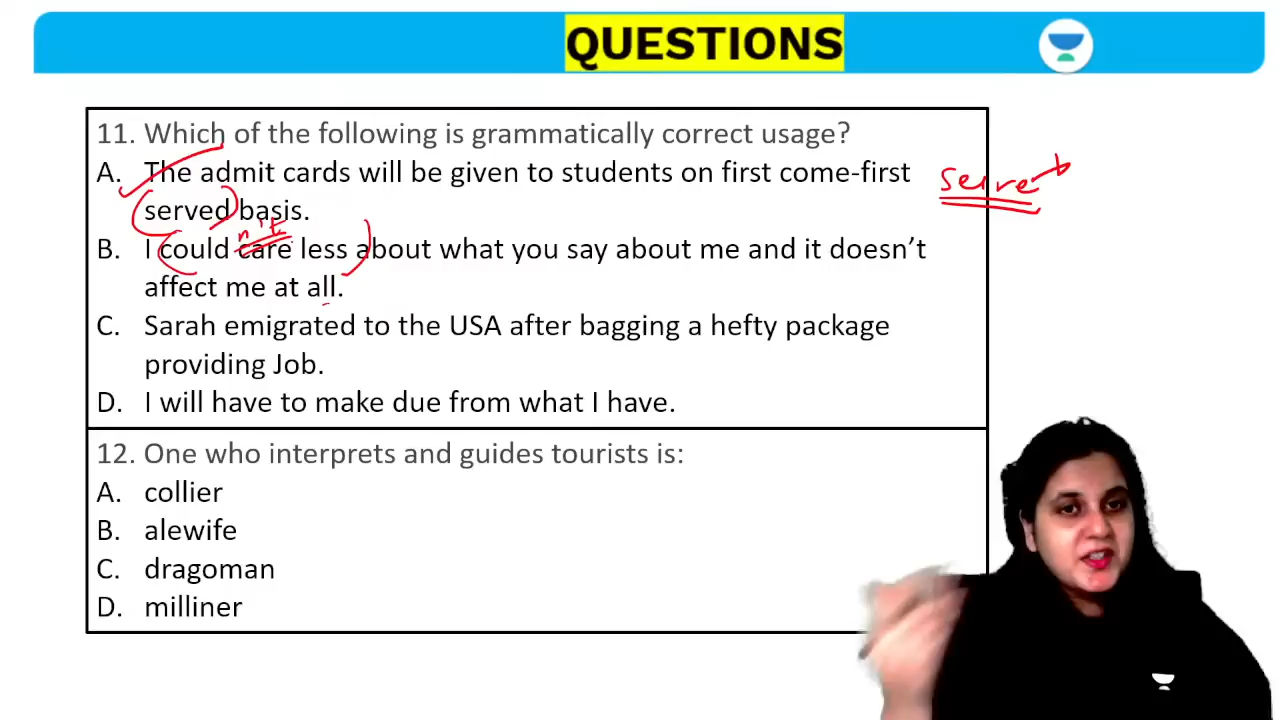 QUESTIONS
11. Which of the following is grammatically correct usage?
A. The admit cards will be given to students on first come-first
served basis.
serve
n't
B. I could care less about what you say about me and it doesn't
affect me at all.
C. Sarah emigrated to the USA after bagging a hefty package
providing Job.
D. I will have to make due from what I have.
12. One who interprets and guides tourists is:
A. collier
B. alewife
C. dragoman
D. milliner